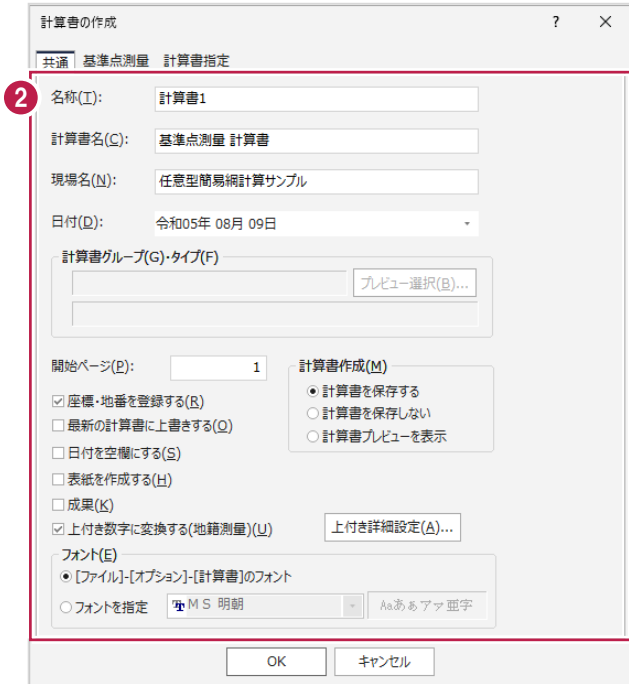 計算書の作成 ? ×
共通 基準点測量 計算書指定
2
名称(T): 計算書1
計算書名(C): 基準点測量 計算書
現場名(N): 任意型簡易網計算サンプル
日付(D): 令和05年 08月 09日
計算書グループ(G)・タイプ(F)
プレビュー選択(B)...
開始ページ(P): 1
計算書作成(M)
計算書を保存する
計算書を保存しない
計算書プレビューを表示
座標・地番を登録する(R)
最新の計算書に上書きする(O)
日付を空欄にする(S)
表紙を作成する(H)
成果(K)
上付き数字に変換する(地籍測量)(U) 上付き詳細設定(A)...
フォント(E)
[ファイル]-[オプション]-[計算書]のフォント
フォントを指定 MS 明朝 Aaあぁアァ亜字
OK キャンセル